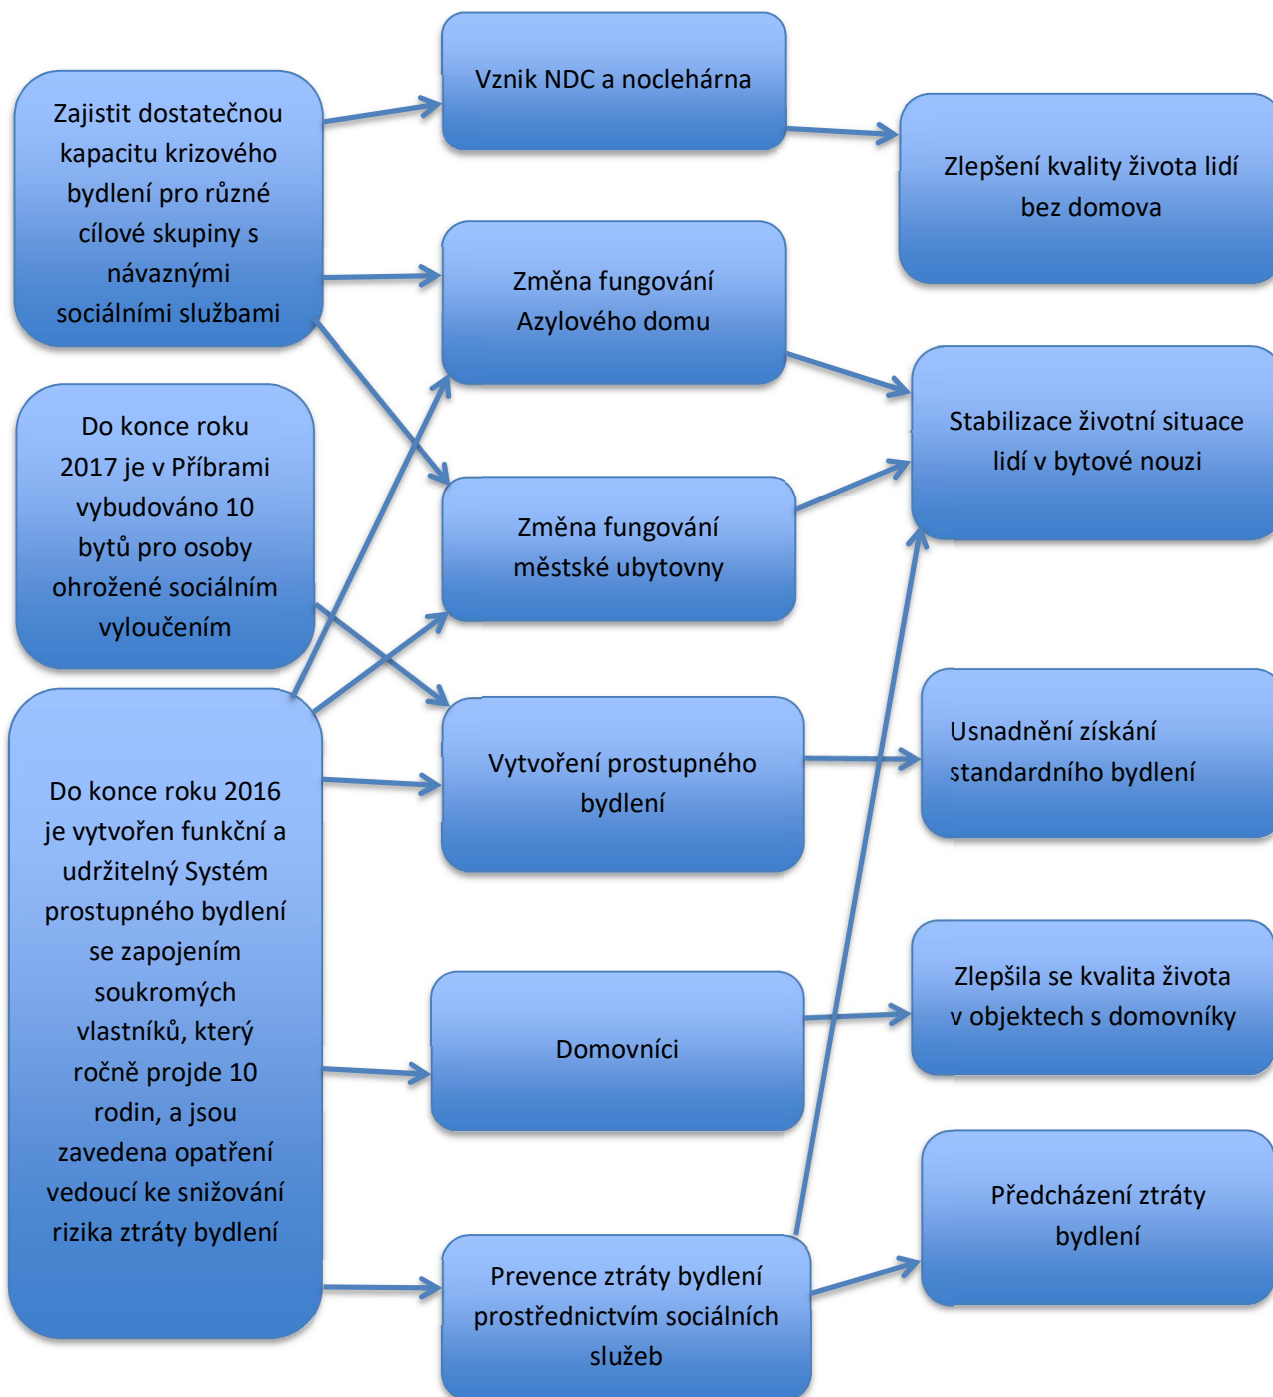 Zajistit dostatečnou
kapacitu krizového
bydlení pro různé
cílové skupiny s
návaznými
sociálními službami
Do konce roku
2017 je v Příbrami
vybudováno 10
bytů pro osoby
ohrožené sociálním
vyloučením
Do konce roku 2016
je vytvořen funkční a
udržitelný Systém
prostupného bydlení
se zapojením
soukromých
vlastníků, který
ročně projde 10
rodin, a jsou
zavedena opatření
vedoucí ke snižování
rizika ztráty bydlení
Vznik NDC a noclehárna
Změna fungování
Azylového domu
Změna fungování
městské ubytovny
Vytvoření prostupného
bydlení
Domovníci
Prevence ztráty bydlení
prostřednictvím sociálních
služeb
Zlepšení kvality života lidí
bez domova
Stabilizace životní situace
lidí v bytové nouzi
Usnadnění získání
standardního bydlení
Zlepšila se kvalita života
v objektech s domovníky
Předcházení ztráty
bydlení